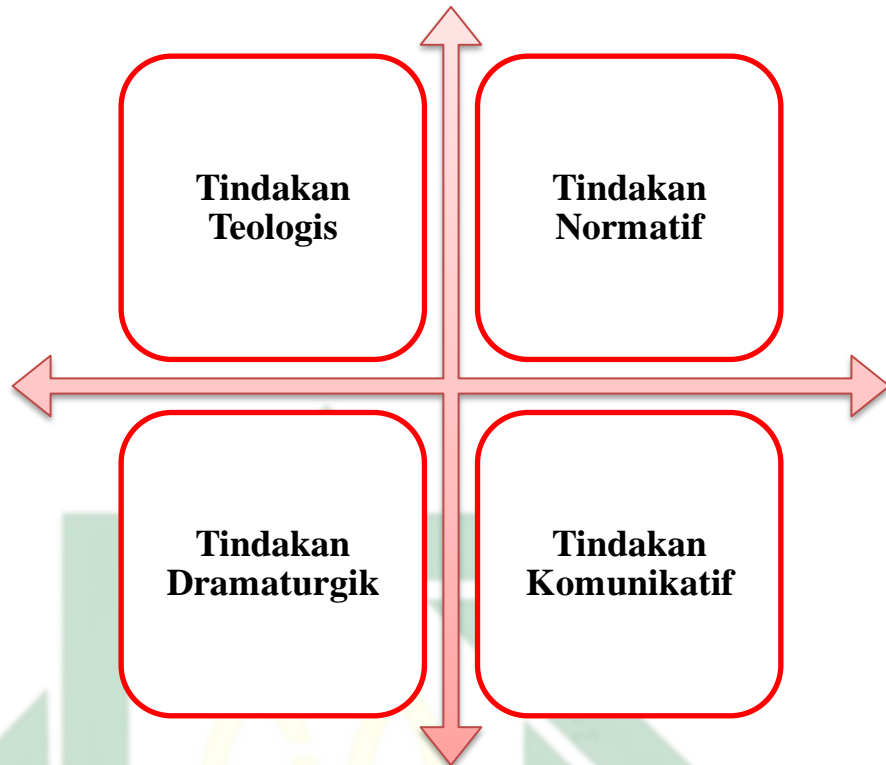 Tindakan
Teologis
Tindakan
Normatif
Tindakan
Dramaturgik
Tindakan
Komunikatif